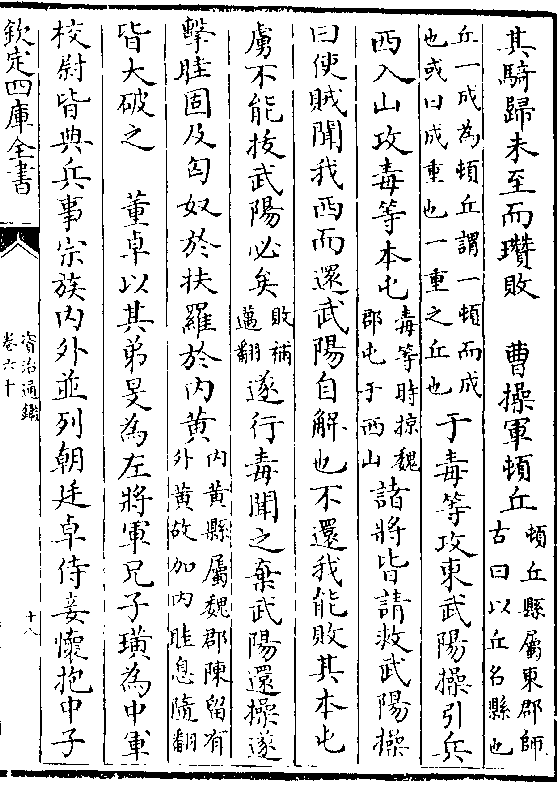 其騎歸未至而瓚敗　曹操軍頓丘頓丘縣屬東郡師古曰以丘名縣也
丘一成為頓丘謂一頓而成也或曰成重也一重之丘也于毒等攻東武陽操引兵
西入山攻毒等本屯毒等時掠魏郡屯于西山諸將皆請救武陽操
曰使賊聞我西而還武陽自解也不還我能敗其本屯
虜不能拔武陽必矣敗補邁翻遂行毒聞之棄武陽還操遂
擊眭固及匈奴於扶羅於内黄内黄縣屬魏郡陳留有外黄故加内眭息隨翻
皆大破之　董卓以其弟旻為左將軍兄子璜為中軍
校尉皆典兵事宗族内外並列朝廷卓侍妾懷抱中子
欽定四庫全書
資治通鑑
卷六十
十八